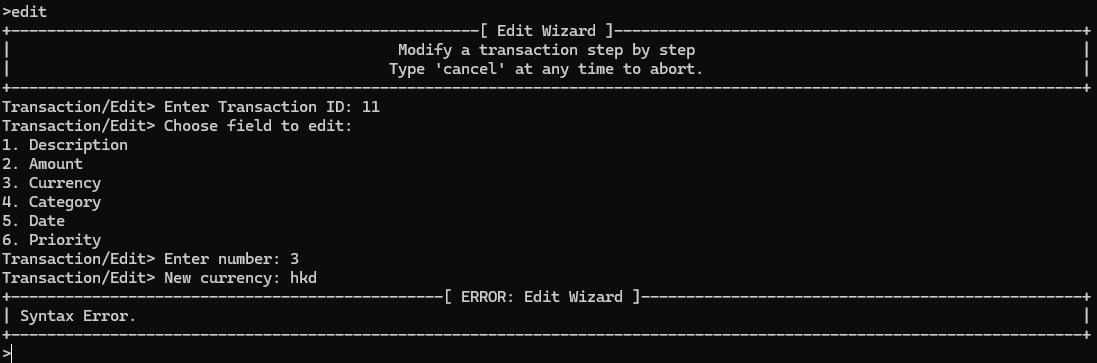 >edit
+----------------------------------------------------[ Edit Wizard ]----------------------------------------------------+
|                                           Modify a transaction step by step                                           |
|                                          Type 'cancel' at any time to abort.                                          |
+-----------------------------------------------------------------------------------------------------------------------+
Transaction/Edit> Enter Transaction ID: 11
Transaction/Edit> Choose field to edit:
1. Description
2. Amount
3. Currency
4. Category
5. Date
6. Priority
Transaction/Edit> Enter number: 3
Transaction/Edit> New currency: hkd
+------------------------------------------------[ ERROR: Edit Wizard ]-------------------------------------------------+
| Syntax Error.                                                                                                         |
+-----------------------------------------------------------------------------------------------------------------------+
>